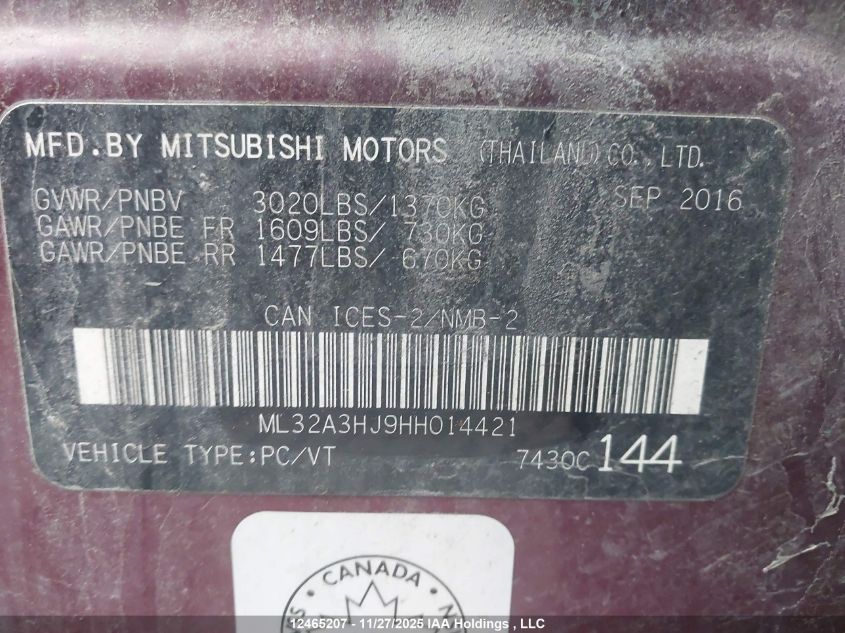 MFD.BY MITSUBISHI MOTORS (THAILAND)CO.,LTD.
GVWR/PNBV 3020LBS/1370KG SEP 2016
GAWR/PNBE FR 1609LBS/ 730KG
GAWR/PNBE RR 1477LBS/ 670KG
CAN ICES-2/NMB-2
ML32A3HJ9HH014421
VEHICLE TYPE:PC/VT 7430C 144
CANADA
12465207 - 11/27/2025 IAA Holdings , LLC